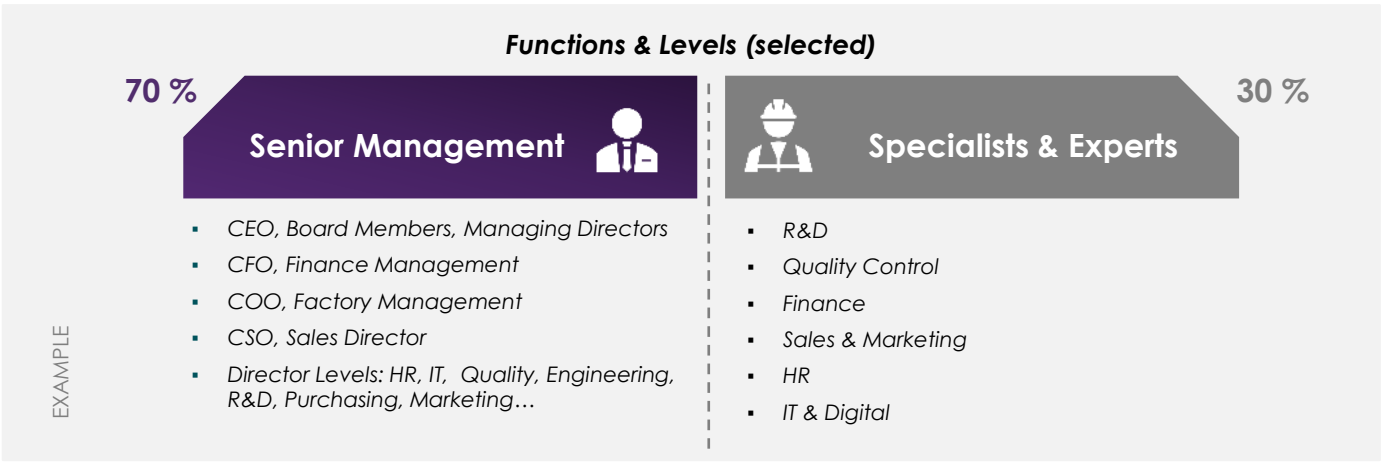 Functions & Levels (selected)
70 %
Senior Management
▪ CEO, Board Members, Managing Directors
▪ CFO, Finance Management
▪ COO, Factory Management
▪ CSO, Sales Director
▪ Director Levels: HR, IT,  Quality, Engineering,
R&D, Purchasing, Marketing…
30 %
Specialists & Experts
▪ R&D
▪ Quality Control
▪ Finance
▪ Sales & Marketing
▪ HR
▪ IT & Digital
EXAMPLE